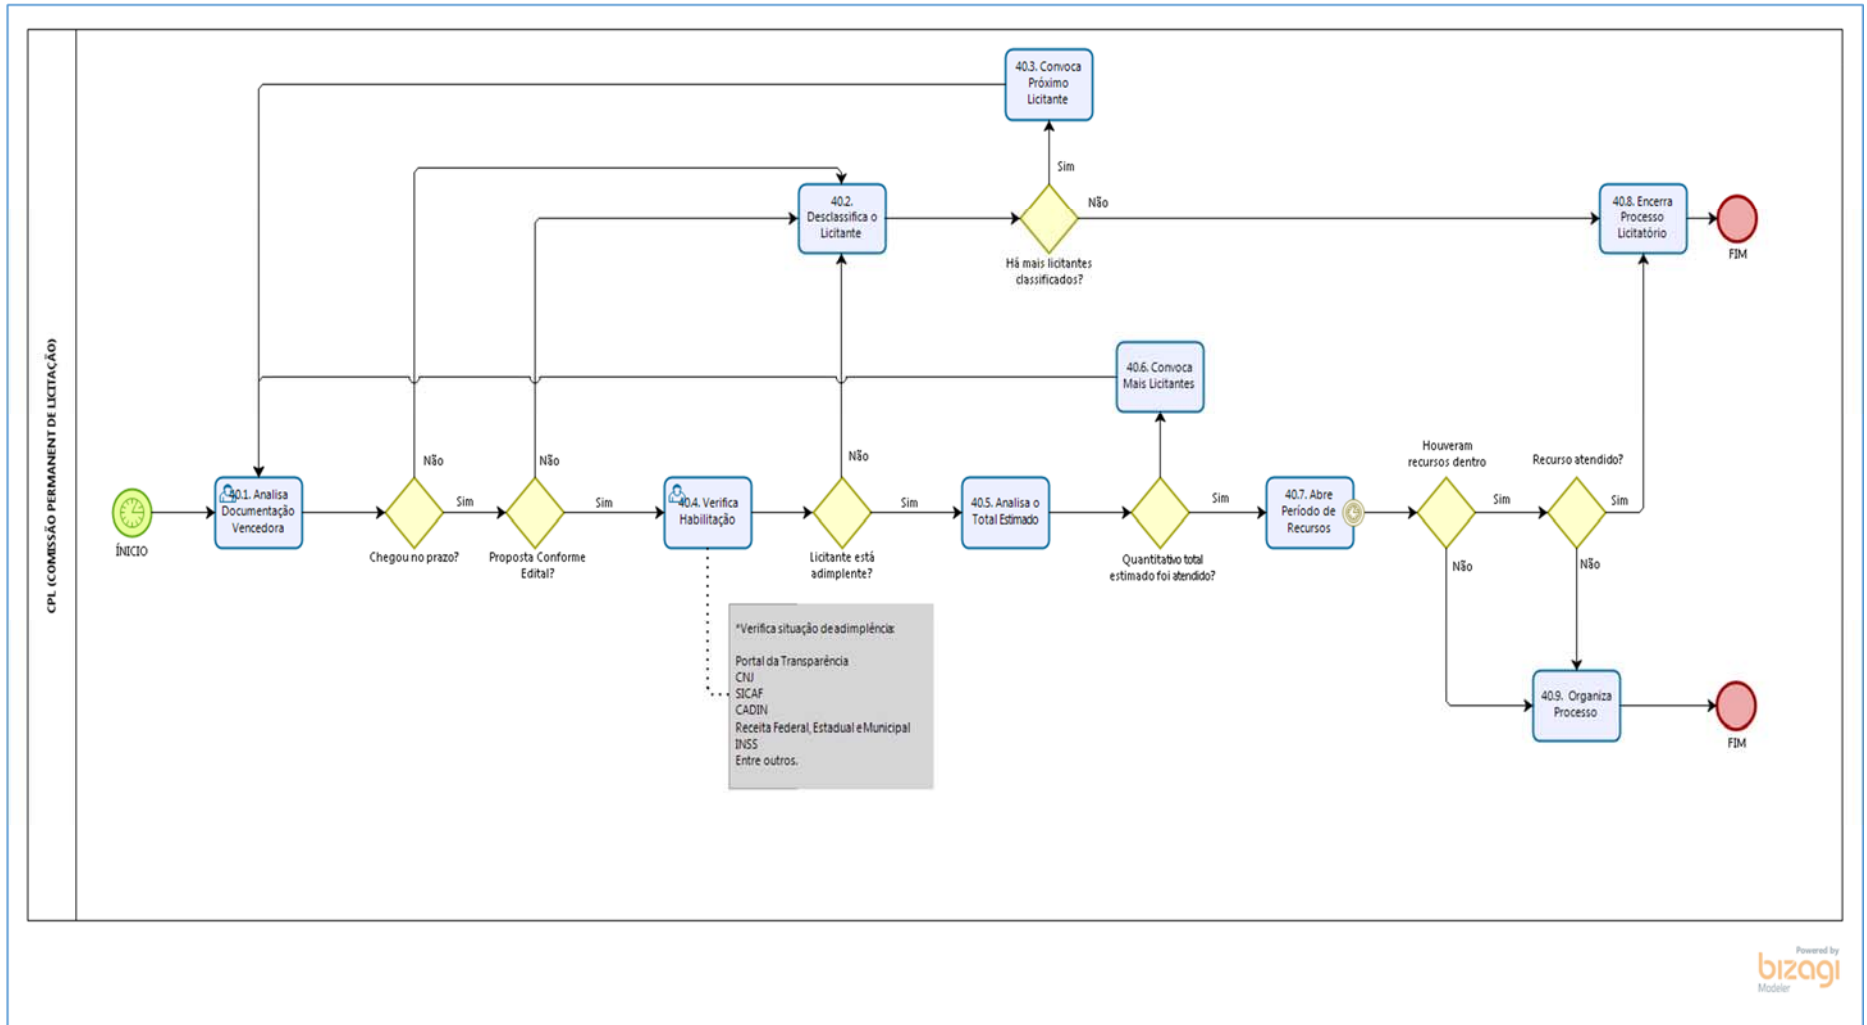 CPL (COMISSÃO PERMANENT DE LICITAÇÃO)
40.3. Convoca
Próximo
Licitante
Sim
40.2.
Desclassifica o
Licitante
Não
Há mais licitantes
classificados?
40.8. Encerra
Processo
Licitatório
FIM
40.6. Convoca
Mais Licitantes
ÍNICIO
40.1. Analisa
Documentação
Vencedora
Não
Sim
Chegou no prazo?
Não
Sim
Proposta Conforme
Edital?
40.4. Verifica
Habilitação
Não
Sim
Licitante está
adimplente?
40.5. Analisa o
Total Estimado
Sim
Quantitativo total
estimado foi atendido?
40.7. Abre
Período de
Recursos
Houveram
recursos dentro
Sim
Não
Recurso atendido?
Sim
Não
*Verifica situação de adimplência:
Portal da Transparência
CNJ
SICAF
CADIN
Receita Federal, Estadual e Municipal
INSS
Entre outros.
40.9. Organiza
Processo
FIM
Powered by
bizagi
Modeler